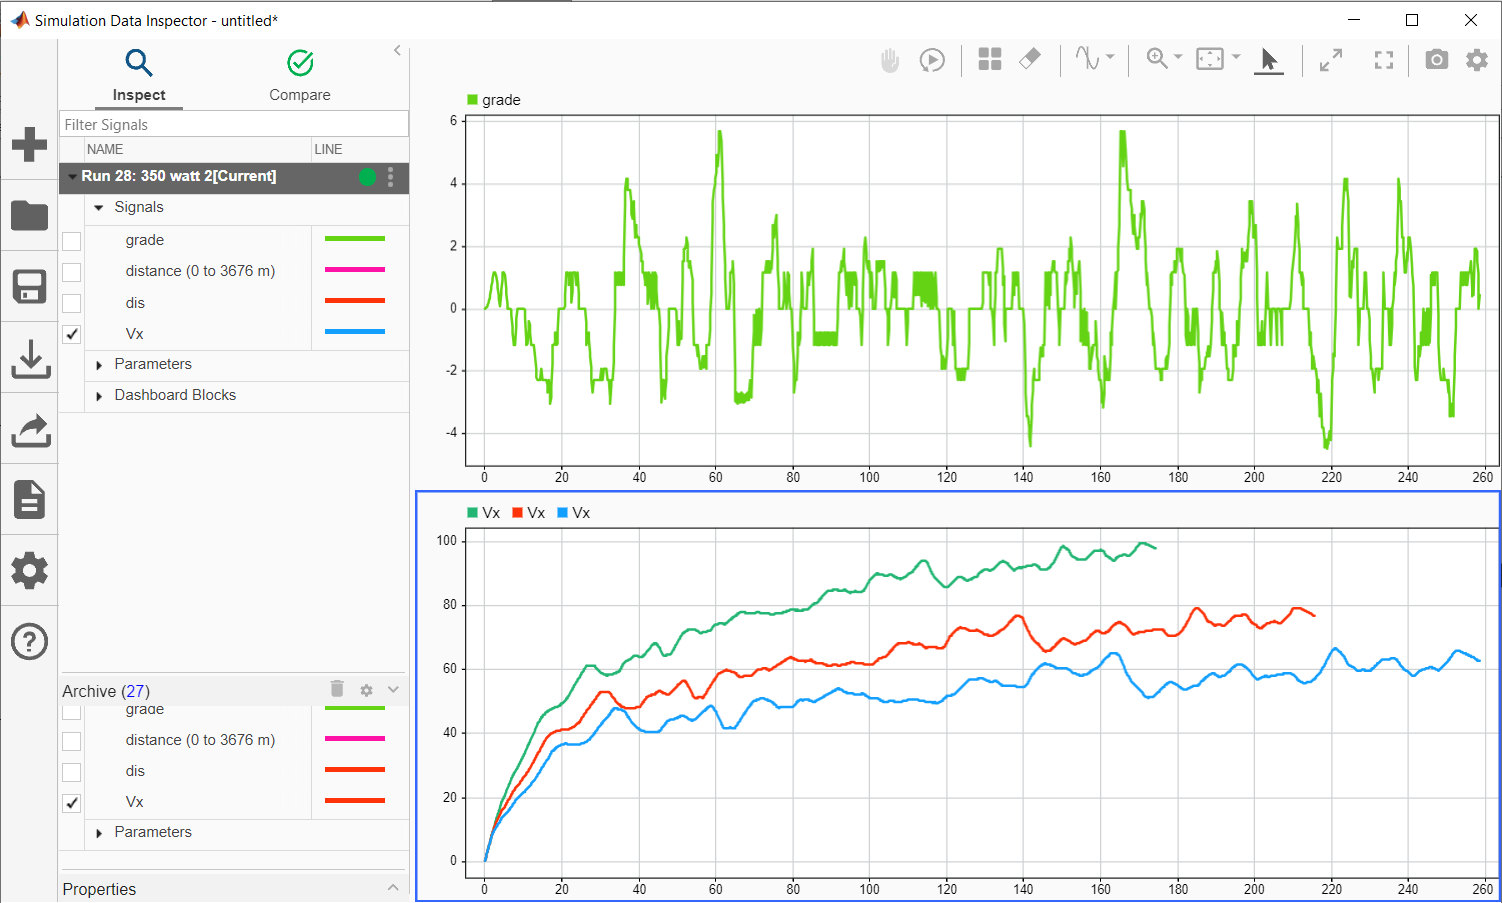 Simulation Data Inspector - untitled*
Inspect
Compare
Filter Signals
NAME
LINE
Run 28: 350 watt 2[Current]
Signals
grade
distance (0 to 3676 m)
dis
Vx
Parameters
Dashboard Blocks
Archive (27)
grade
distance (0 to 3676 m)
dis
Vx
Parameters
Properties
grade
6
4
2
0
-2
-4
0 20 40 60 80 100 120 140 160 180 200 220 240 260
Vx Vx Vx
100
80
60
40
20
0
0 20 40 60 80 100 120 140 160 180 200 220 240 260